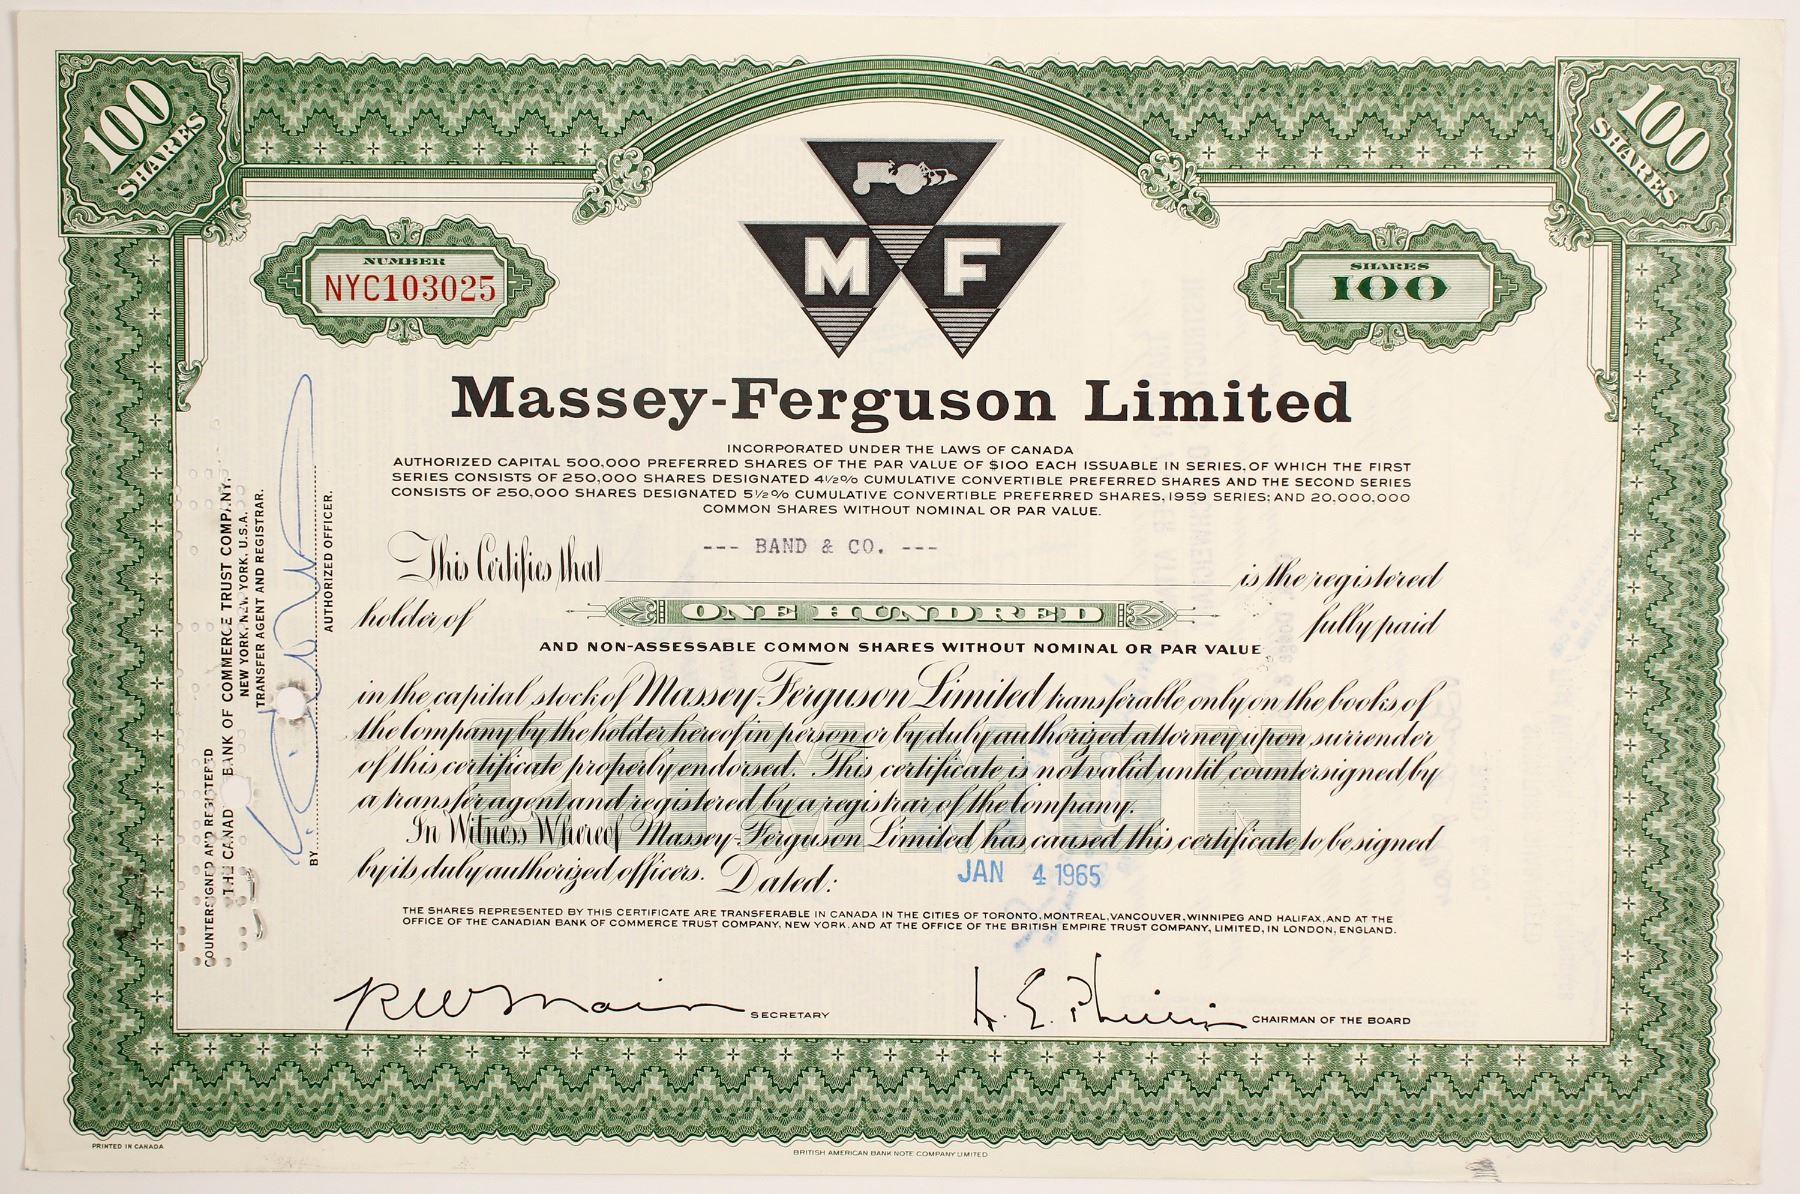 100 SHARES
100 SHARES
NUMBER
NYC103025
SHARES
100
M F
Massey-Ferguson Limited
INCORPORATED UNDER THE LAWS OF CANADA
AUTHORIZED CAPITAL 500,000 PREFERRED SHARES OF THE PAR VALUE OF $100 EACH ISSUABLE IN SERIES, OF WHICH THE FIRST
SERIES CONSISTS OF 250,000 SHARES DESIGNATED 4½% CUMULATIVE CONVERTIBLE PREFERRED SHARES AND THE SECOND SERIES
CONSISTS OF 250,000 SHARES DESIGNATED 5½% CUMULATIVE CONVERTIBLE PREFERRED SHARES, 1959 SERIES; AND 20,000,000
COMMON SHARES WITHOUT NOMINAL OR PAR VALUE.
This Certifies that --- BAND & CO. --- is the registered
holder of ONE HUNDRED fully paid
AND NON-ASSESSABLE COMMON SHARES WITHOUT NOMINAL OR PAR VALUE
in the capital stock of Massey-Ferguson Limited transferable only on the books of
the Company by the holder hereof in person or by duly authorized attorney upon surrender
of this certificate properly endorsed. This certificate is not valid until countersigned by
a transfer agent and registered by a registrar of the Company.
COMMON
In Witness Whereof Massey-Ferguson Limited has caused this certificate to be signed
by its duly authorized officers. Dated: JAN 4 1965
THE SHARES REPRESENTED BY THIS CERTIFICATE ARE TRANSFERABLE IN CANADA IN THE CITIES OF TORONTO, MONTREAL, VANCOUVER, WINNIPEG AND HALIFAX, AND AT THE
OFFICE OF THE CANADIAN BANK OF COMMERCE TRUST COMPANY, NEW YORK, AND AT THE OFFICE OF THE BRITISH EMPIRE TRUST COMPANY, LIMITED, IN LONDON, ENGLAND.
R W Main SECRETARY
CHAIRMAN OF THE BOARD
COUNTERSIGNED AND REGISTERED
THE CANADIAN BANK OF COMMERCE TRUST COMPANY.
NEW YORK, NEW YORK, U.S.A.
TRANSFER AGENT AND REGISTRAR.
BY
AUTHORIZED OFFICER.
PRINTED IN CANADA
BRITISH AMERICAN BANK NOTE COMPANY LIMITED